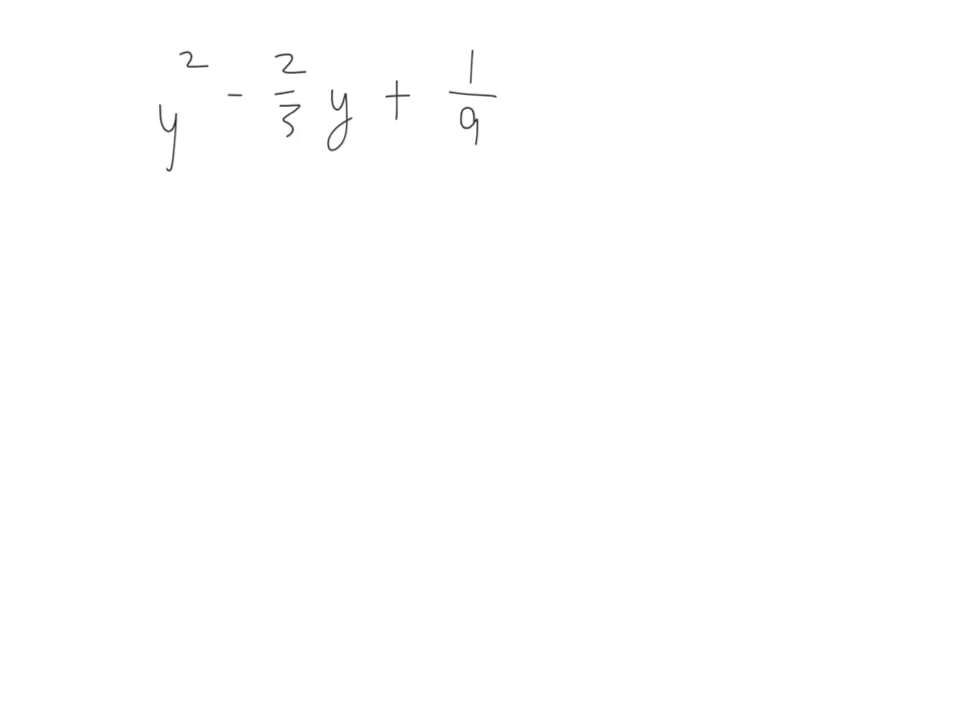 y² - 2/3 y + 1/9